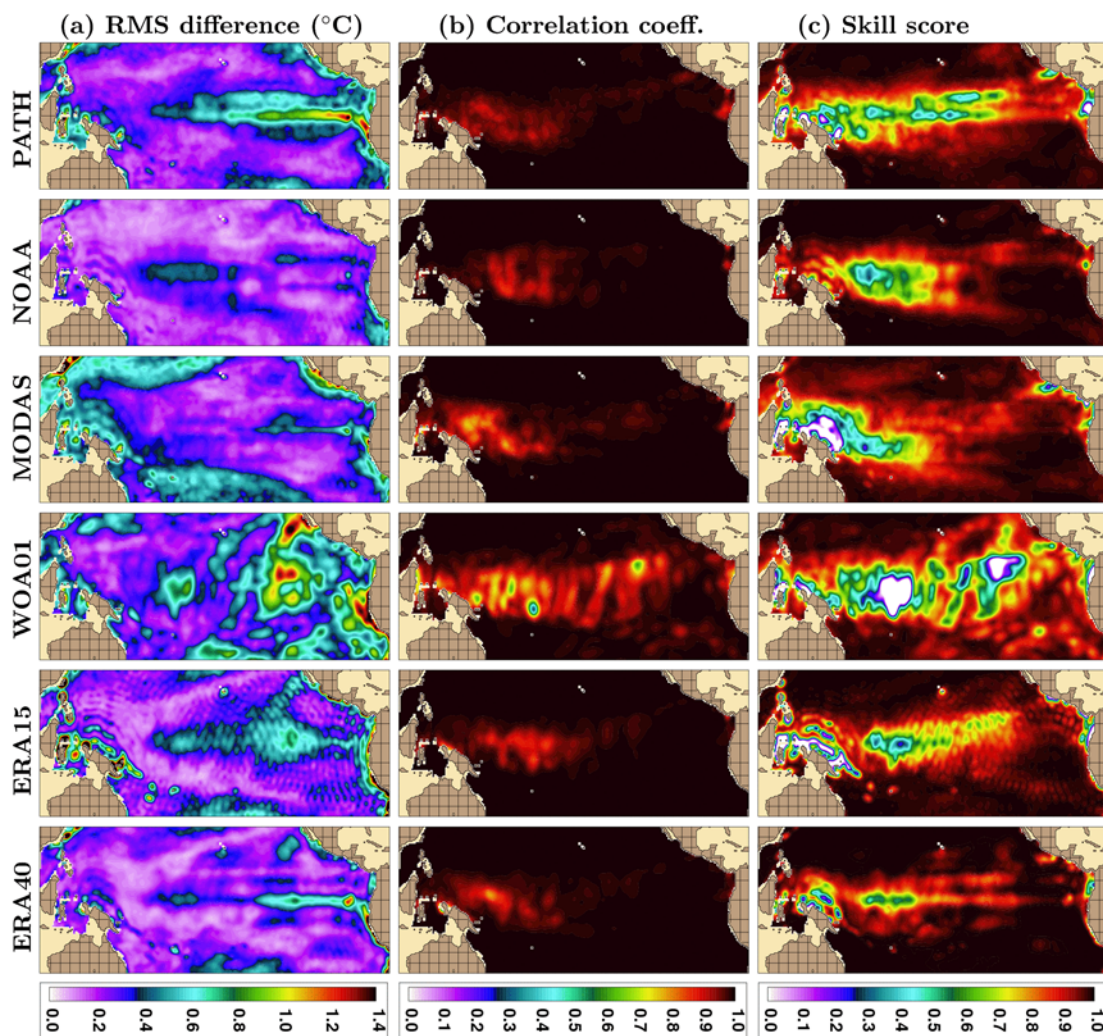 (a) RMS difference (°C) (b) Correlation coeff. (c) Skill score
PATH
NOAA
MODAS
WOA01
ERA15
ERA40
0.0 0.2 0.4 0.6 0.8 1.0 1.2 1.4
0.0 0.1 0.2 0.3 0.4 0.5 0.6 0.7 0.8 0.9 1.0
0.0 0.1 0.2 0.3 0.4 0.5 0.6 0.7 0.8 0.9 1.0